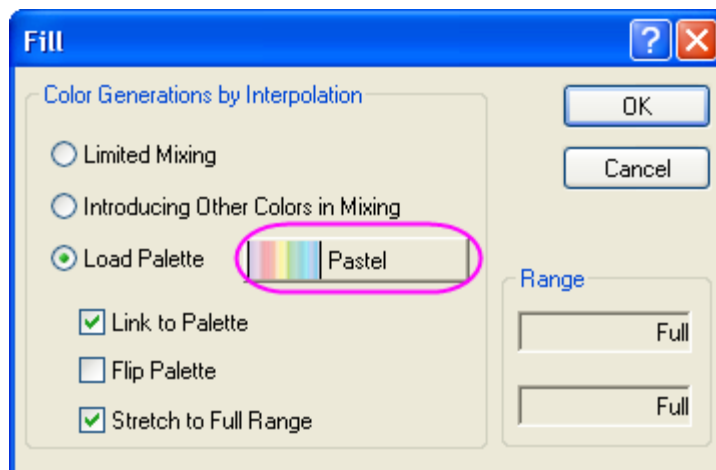 Fill
Color Generations by Interpolation
OK
Limited Mixing
Cancel
Introducing Other Colors in Mixing
Load Palette
Pastel
Range
Link to Palette
Full
Flip Palette
Full
Stretch to Full Range